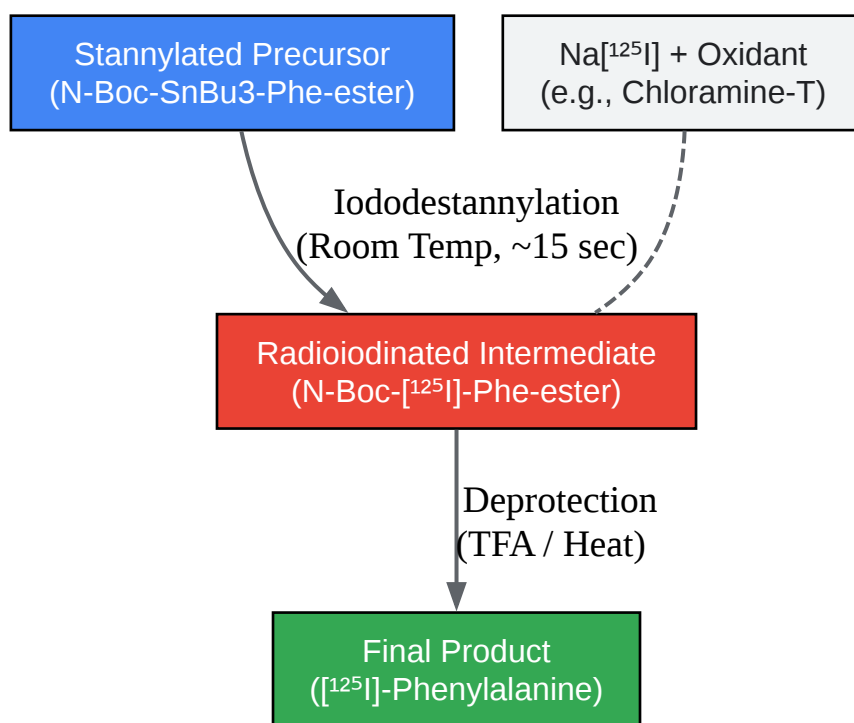 Stannylated Precursor
(N-Boc-SnBu3-Phe-ester)
Na[¹²⁵I] + Oxidant
(e.g., Chloramine-T)
Iododestannylation
(Room Temp, ~15 sec)
Radioiodinated Intermediate
(N-Boc-[¹²⁵I]-Phe-ester)
Deprotection
(TFA / Heat)
Final Product
([¹²⁵I]-Phenylalanine)